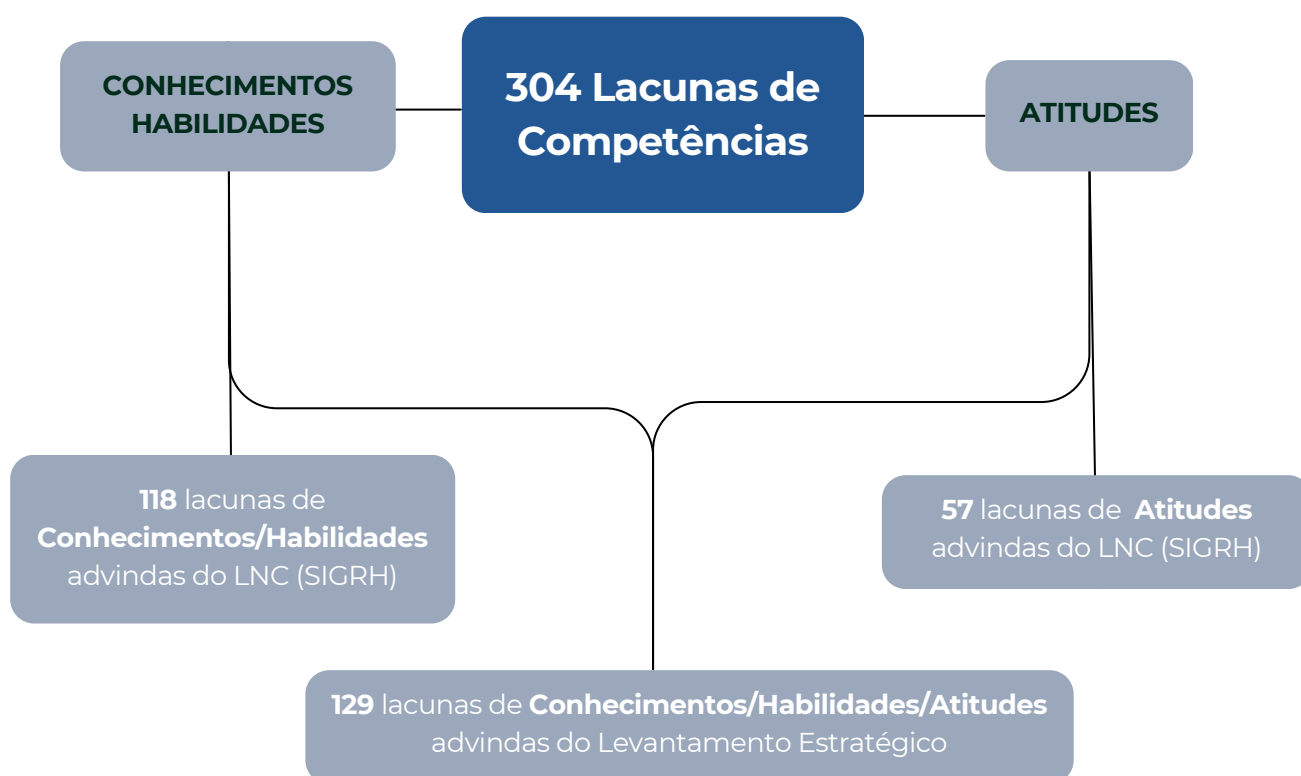 CONHECIMENTOS
HABILIDADES
304 Lacunas de
Competências
ATITUDES
118 lacunas de
Conhecimentos/Habilidades
advindas do LNC (SIGRH)
57 lacunas de Atitudes
advindas do LNC (SIGRH)
129 lacunas de Conhecimentos/Habilidades/Atitudes
advindas do Levantamento Estratégico